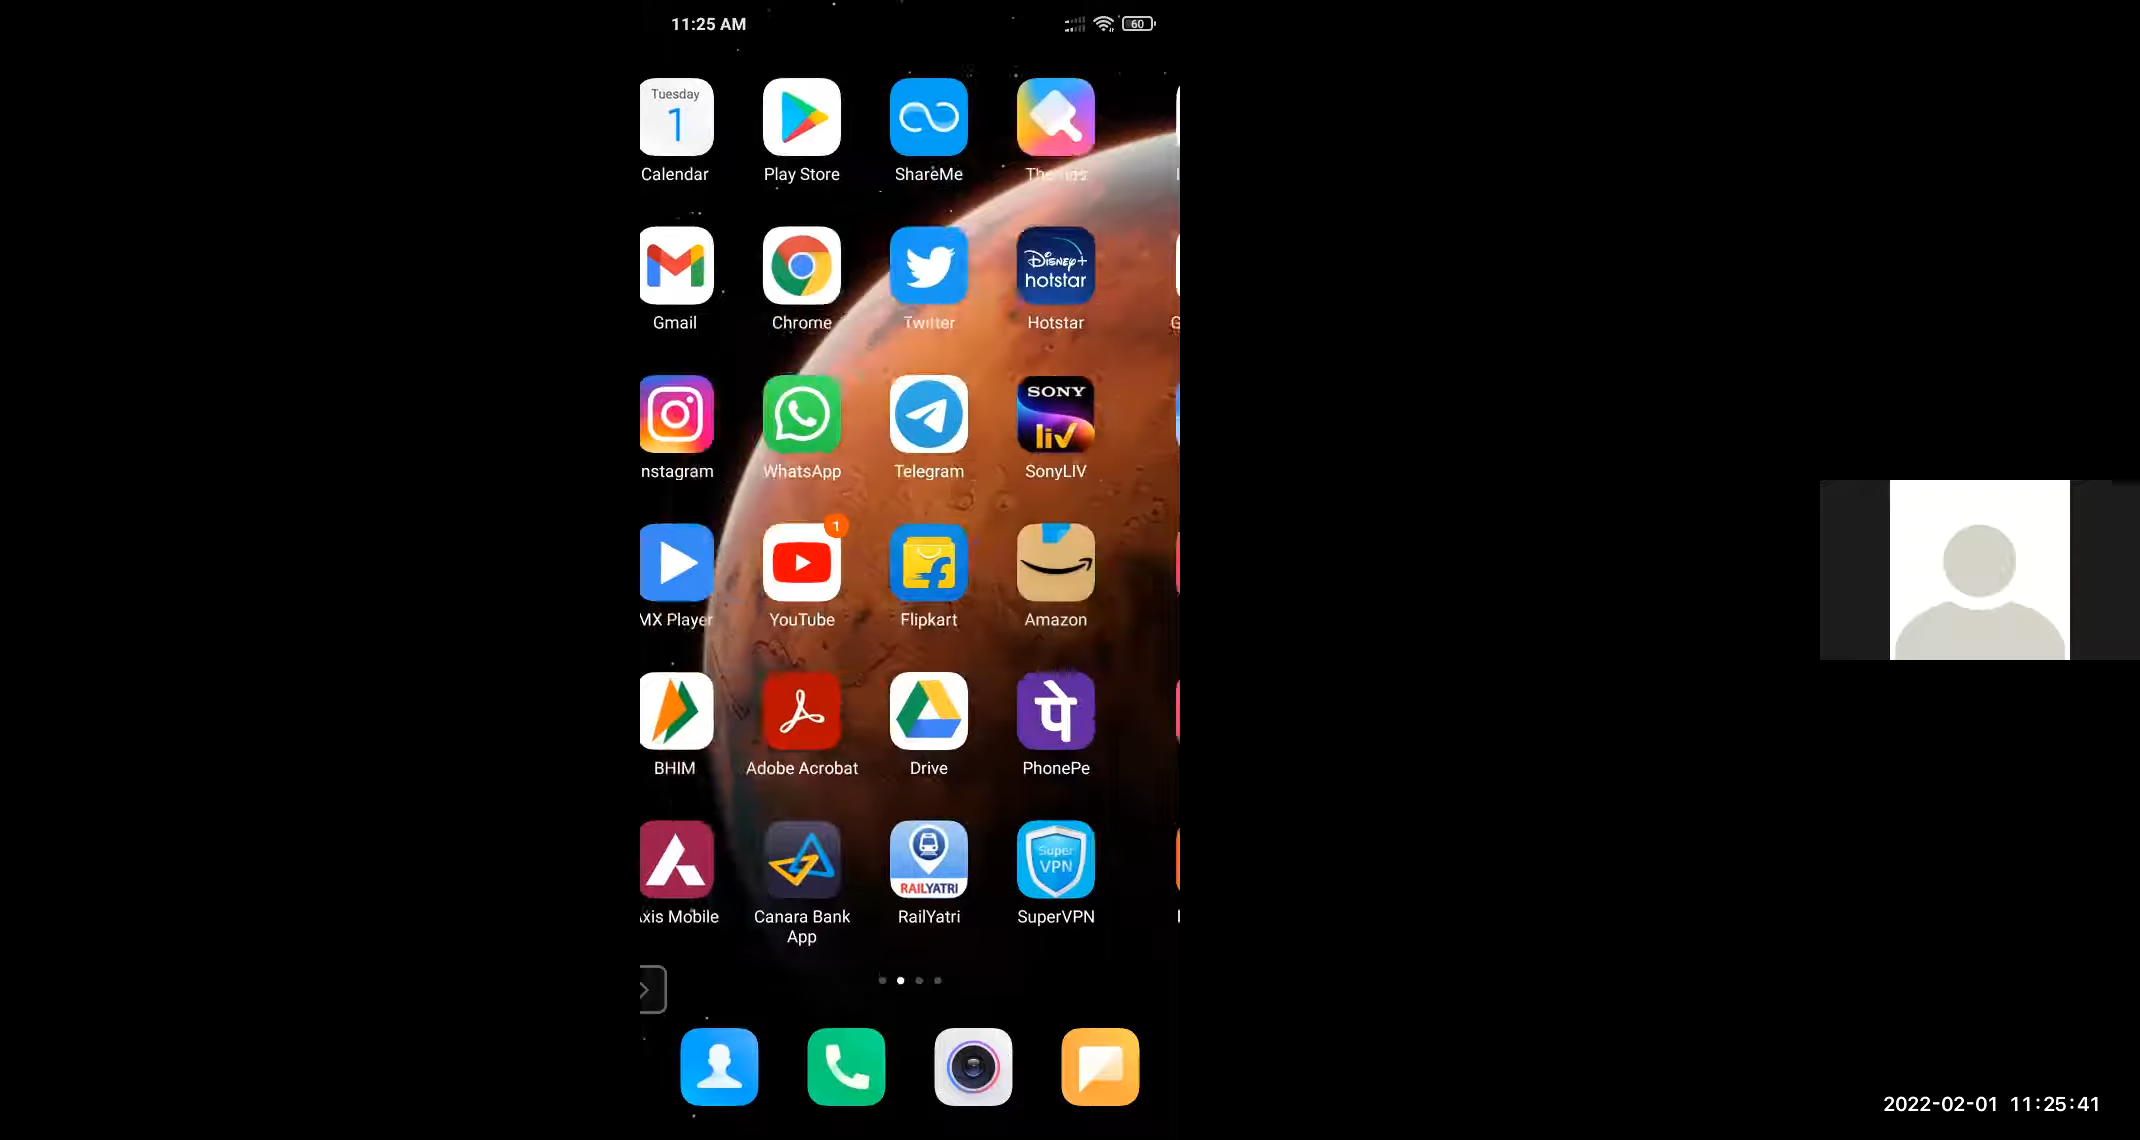 11:25 AM
60
Tuesday
1
Calendar
Play Store
ShareMe
Themes
Gmail
Chrome
Twitter
Disney+
hotstar
Hotstar
G
nstagram
WhatsApp
Telegram
SONY
liv
SonyLIV
MX Player
1
YouTube
Flipkart
Amazon
BHIM
Adobe Acrobat
Drive
पे
PhonePe
xis Mobile
Canara Bank
App
RAILYATRI
RailYatri
Super
VPN
SuperVPN
2022-02-01 11:25:41